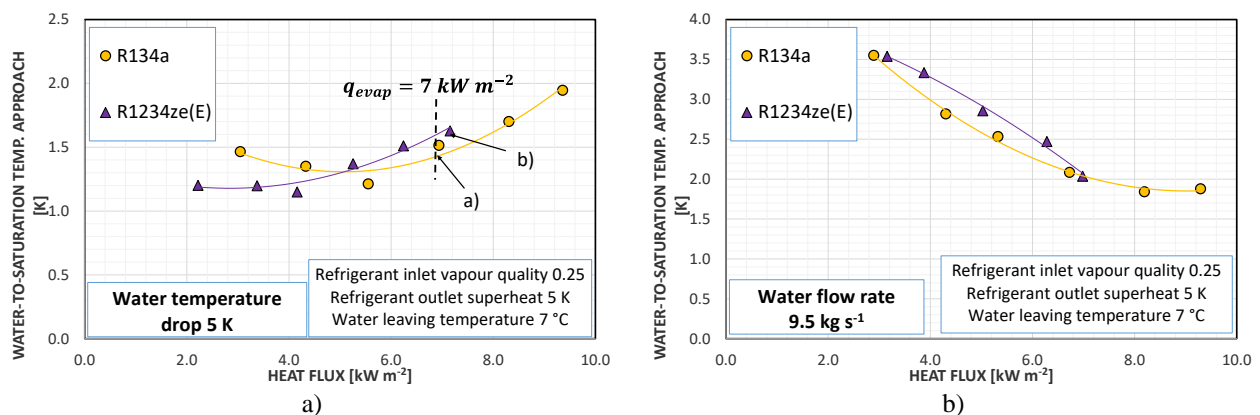 2.5
2.0
1.5
1.0
0.5
0.0
0.0
2.0
4.0
6.0
8.0
10.0
WATER-TO-SATURATION TEMP. APPROACH
[K]
HEAT FLUX [kW m-2]
R134a
R1234ze(E)
q_evap = 7 kW m−2
b)
a)
Water temperature
drop 5 K
Refrigerant inlet vapour quality 0.25
Refrigerant outlet superheat 5 K
Water leaving temperature 7 °C
a)
4.0
3.5
3.0
2.5
2.0
1.5
1.0
0.5
0.0
0.0
2.0
4.0
6.0
8.0
10.0
WATER-TO-SATURATION TEMP. APPROACH
[K]
HEAT FLUX [kW m-2]
R134a
R1234ze(E)
Water flow rate
9.5 kg s-1
Refrigerant inlet vapour quality 0.25
Refrigerant outlet superheat 5 K
Water leaving temperature 7 °C
b)